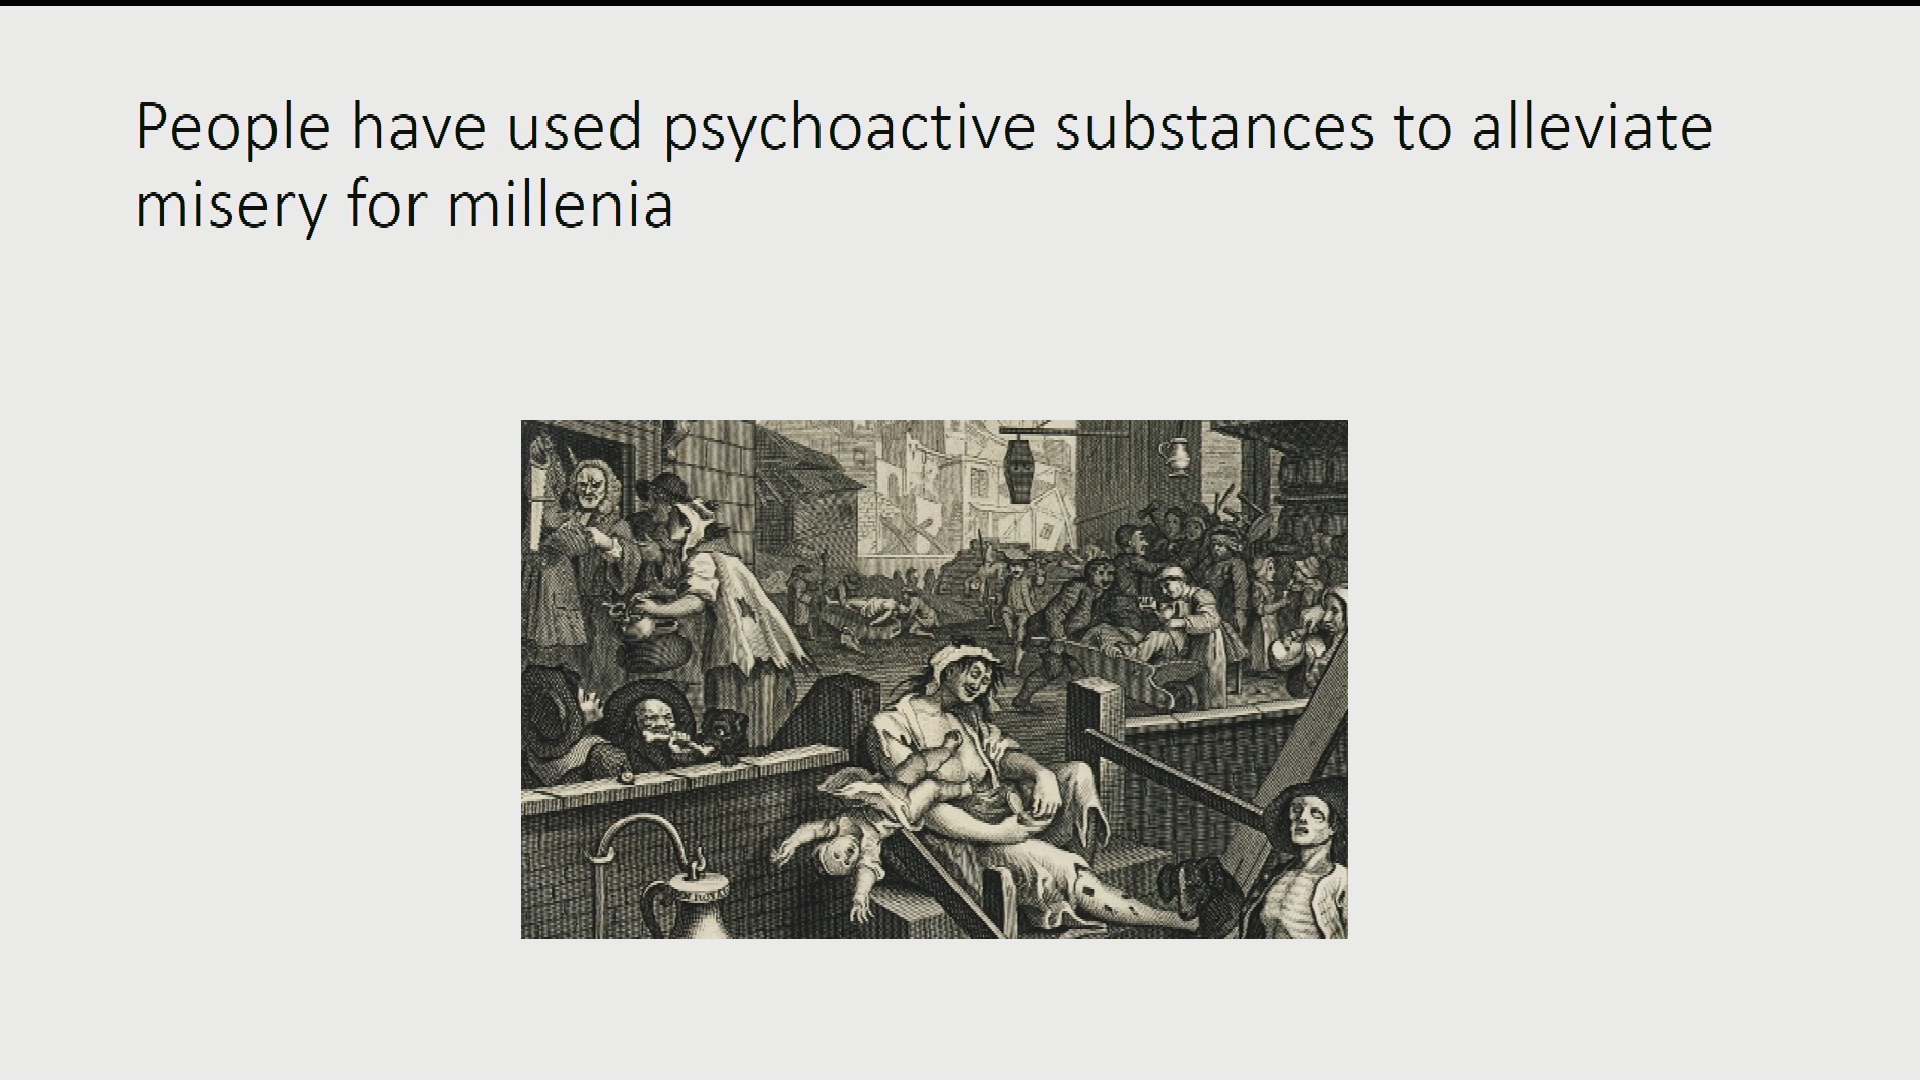 People have used psychoactive substances to alleviate
misery for millenia